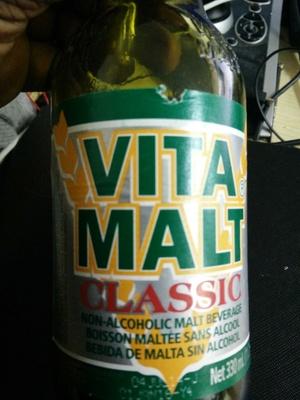 VITA
MALT
CLASSIC
NON-ALCOHOLIC MALT BEVERAGE
BOISSON MALTÉE SANS ALCOOL
BEBIDA DE MALTA SIN ALCOHOL
Net 330 mL